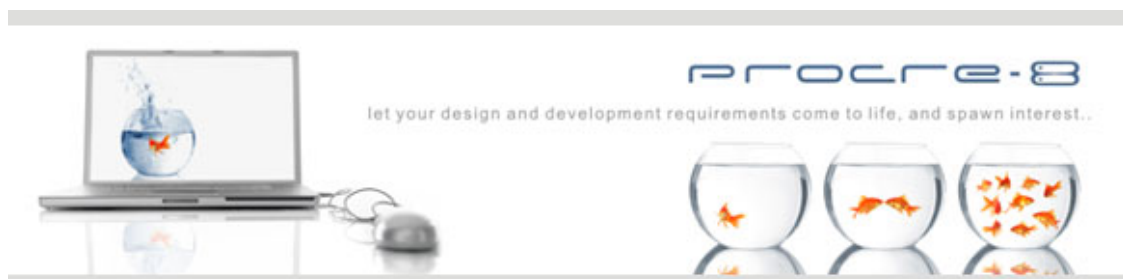 procre-8
let your design and development requirements come to life, and spawn interest..